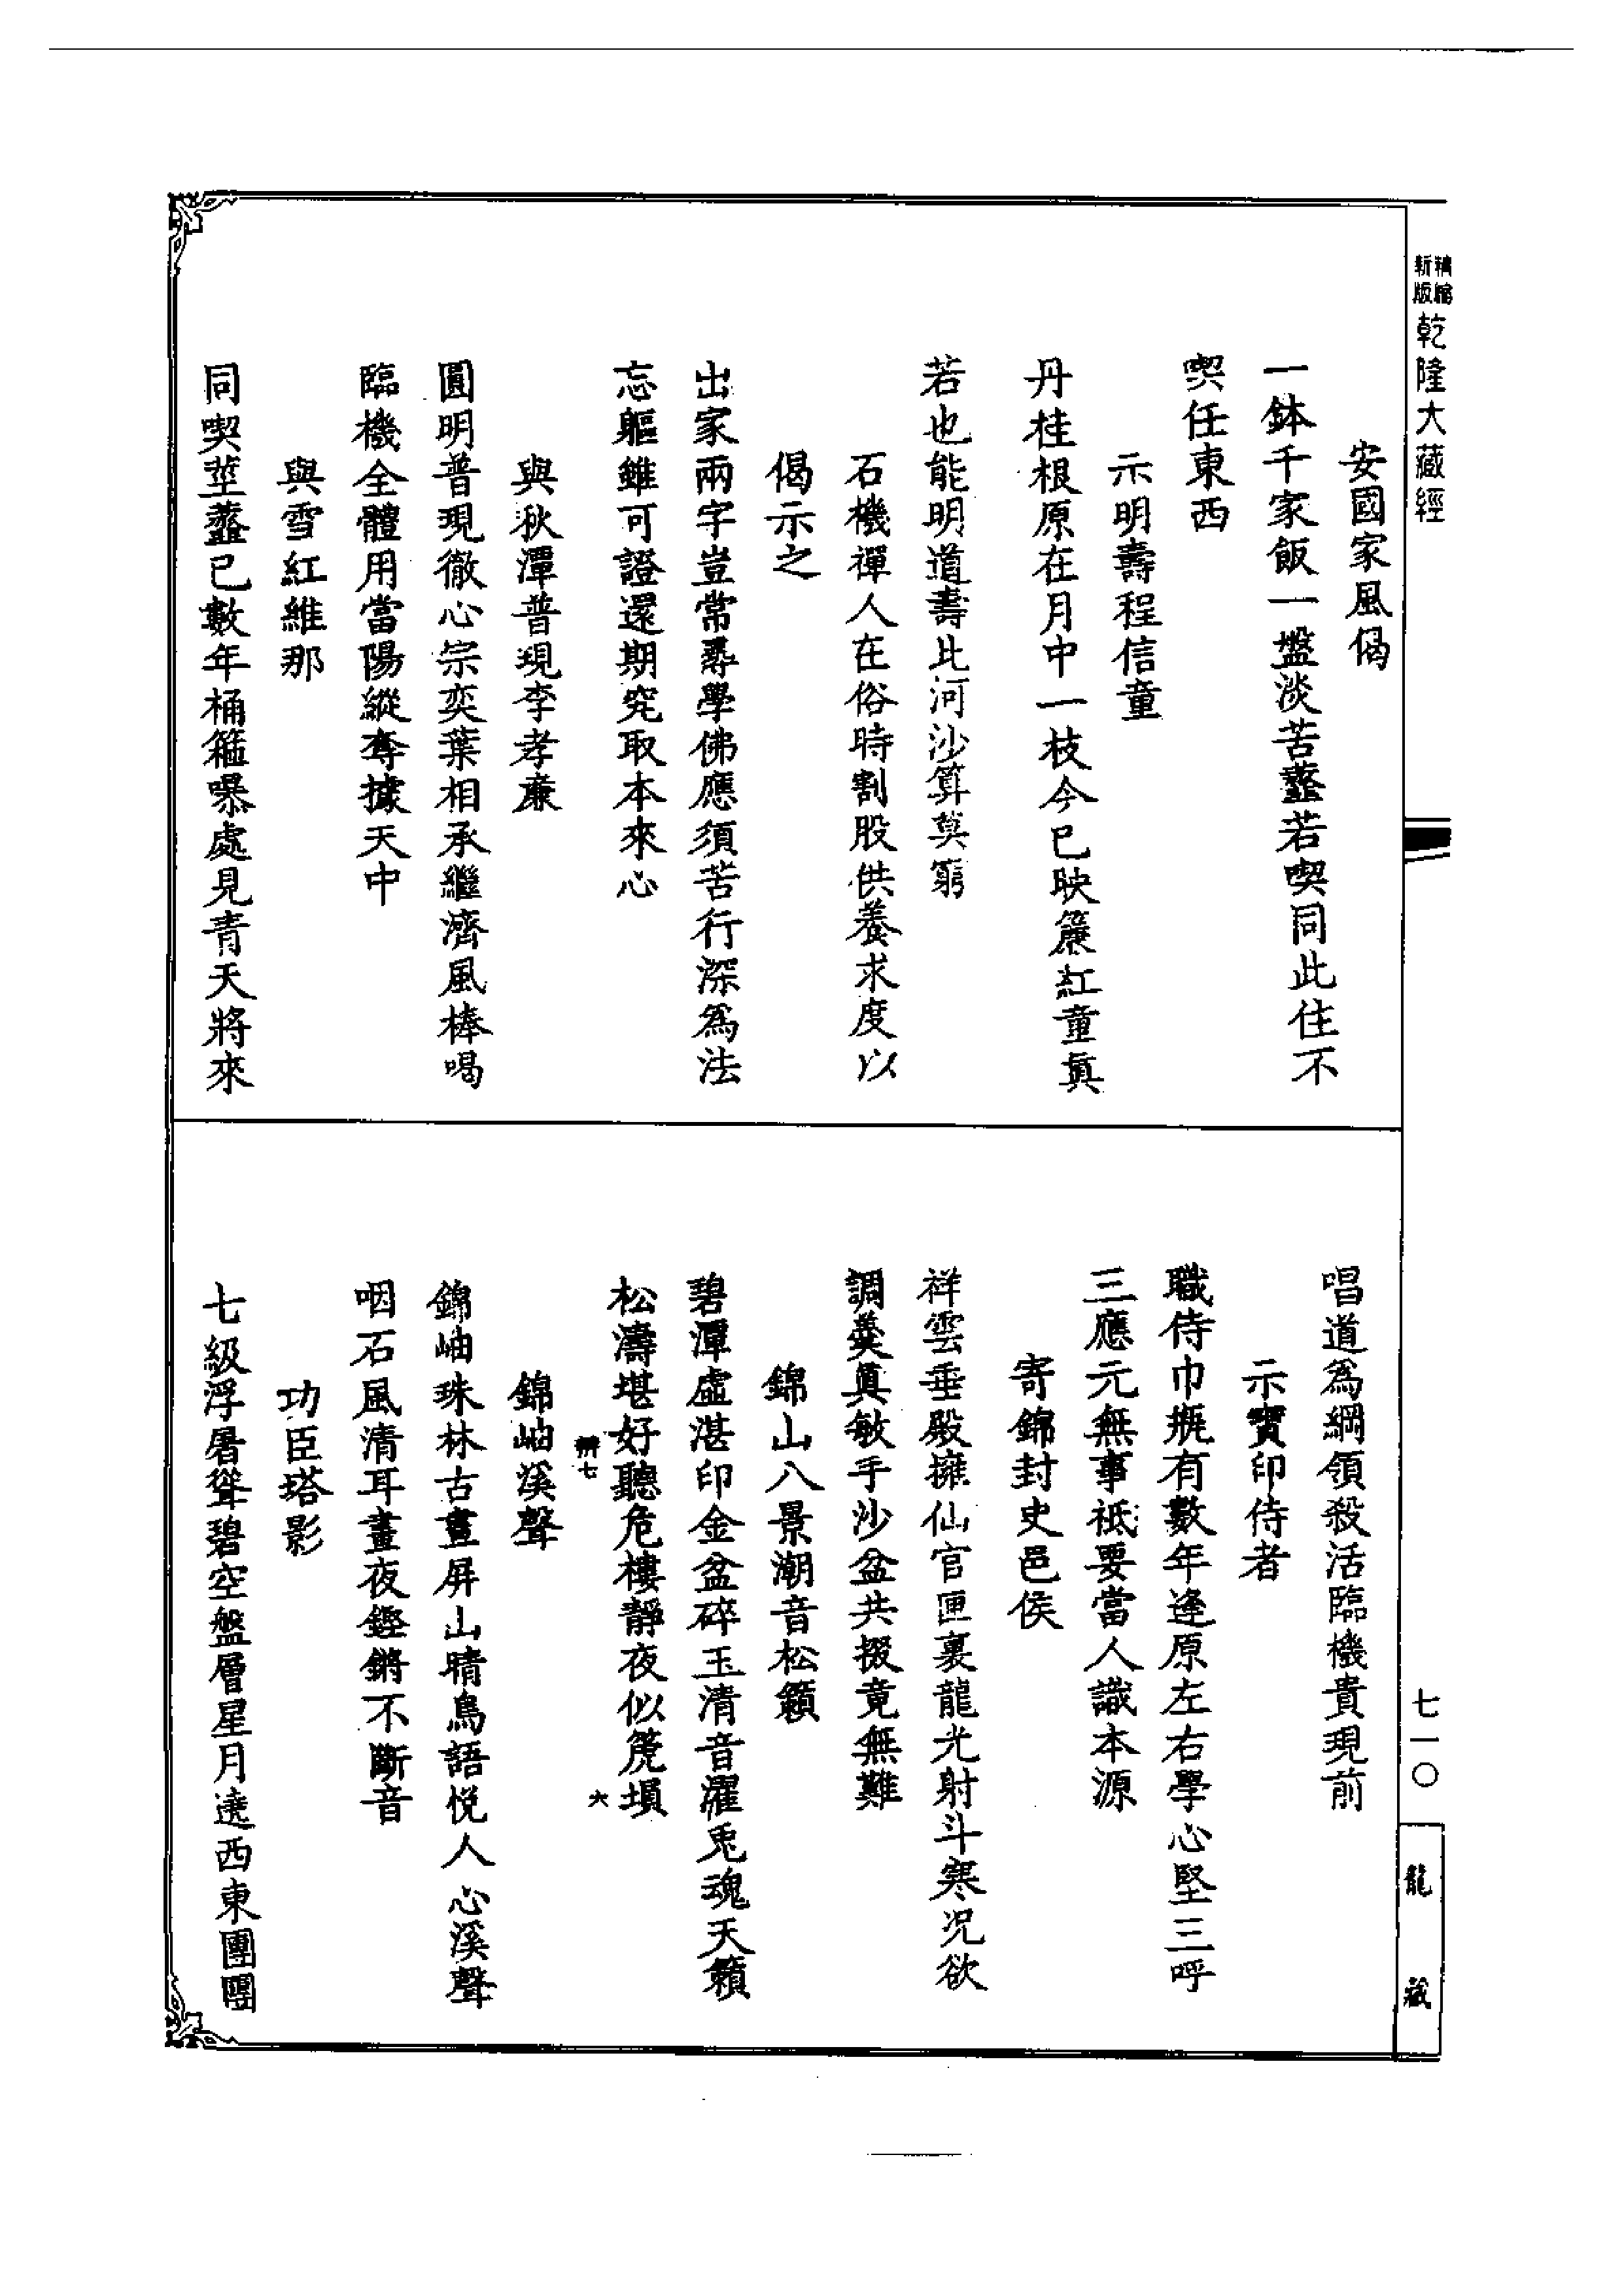 新版
精縮
乾隆大藏經
安國家風偈
一鉢千家飯一盤淡苦虀若喫同此住不
喫任東西
示明壽程信童
丹桂根原在月中一枝今已映簾紅童眞
若也能明道壽比河沙算莫窮
石機禪人在俗時割股供養求度以
偈示之
出家兩字豈常尋學佛應須苦行深爲法
忘軀雖可證還期究取本來心
與秋潭普現李孝廉
圓明普現徹心宗奕葉相承繼濟風棒喝
臨機全體用當陽縱奪據天中
與雪紅維那
同喫莖虀已數年桶箍曝處見青天將來
唱道爲綱領殺活臨機貴現前
示寶印侍者
職侍巾瓶有數年逢原左右學心堅三呼
三應元無事祇要當人識本源
寄錦封史邑侯
祥雲垂殿擁仙官匣裏龍光射斗寒况欲
調羮眞敏手沙盆共掇竟無難
錦山八景潮音松籟
碧潭虛湛印金盆碎玉清音濯兎魂天籟
松濤堪好聽危樓靜夜似篪塤
辨七
六
錦岫溪聲
錦岫珠林古畫屏山晴鳥語悅人心溪聲
咽石風清耳晝夜鏗鏘不斷音
功臣塔影
七級浮屠聳碧空盤層星月遶西東團團
七一〇
龍藏